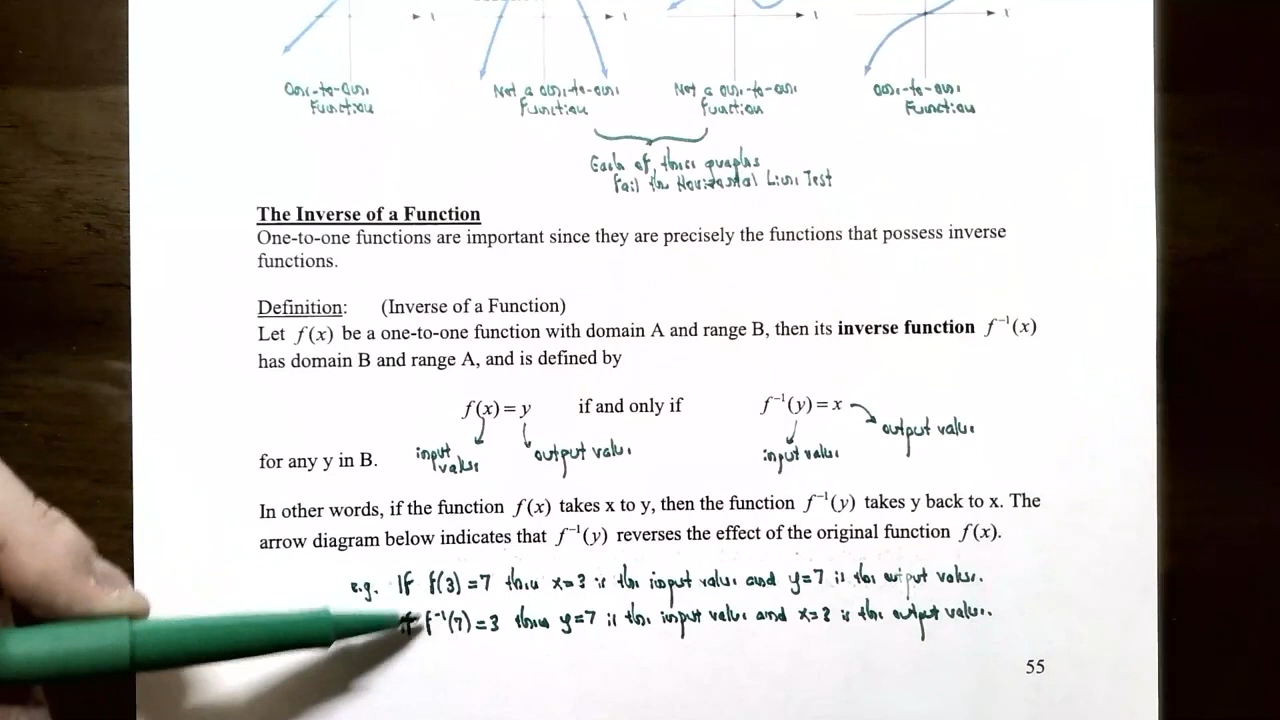 One-to-One Function
Not a one-to-one Function
Not a one-to-one Function
one-to-one Function
Each of these graphs
Fail the Horizontal Line Test
The Inverse of a Function
One-to-one functions are important since they are precisely the functions that possess inverse
functions.
Definition: (Inverse of a Function)
Let f(x) be a one-to-one function with domain A and range B, then its inverse function f⁻¹(x)
has domain B and range A, and is defined by
f(x) = y if and only if f⁻¹(y) = x
output value
input value
output value
input value
for any y in B.
In other words, if the function f(x) takes x to y, then the function f⁻¹(y) takes y back to x. The
arrow diagram below indicates that f⁻¹(y) reverses the effect of the original function f(x).
e.g. If f(3)=7 then x=3 is the input value and y=7 is the output value.
If f⁻¹(7)=3 then y=7 is the input value and x=3 is the output value.
55